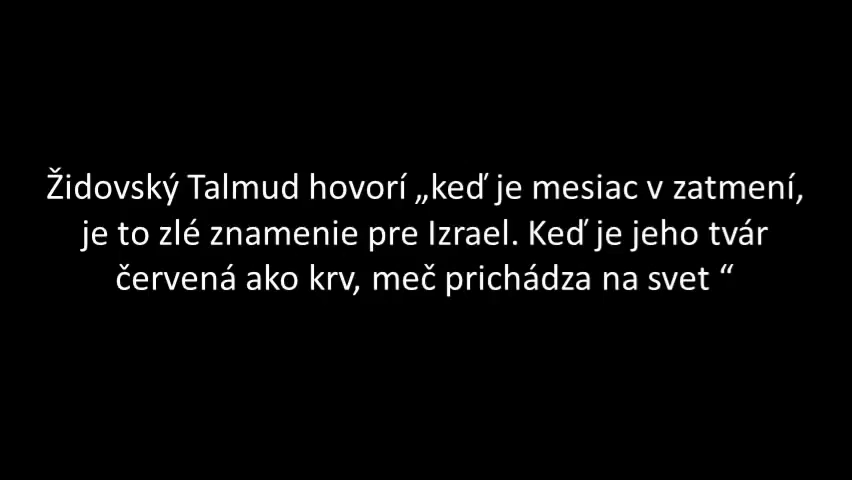 Židovský Talmud hovorí „keď je mesiac v zatmení,
je to zlé znamenie pre Izrael. Keď je jeho tvár
červená ako krv, meč prichádza na svet “